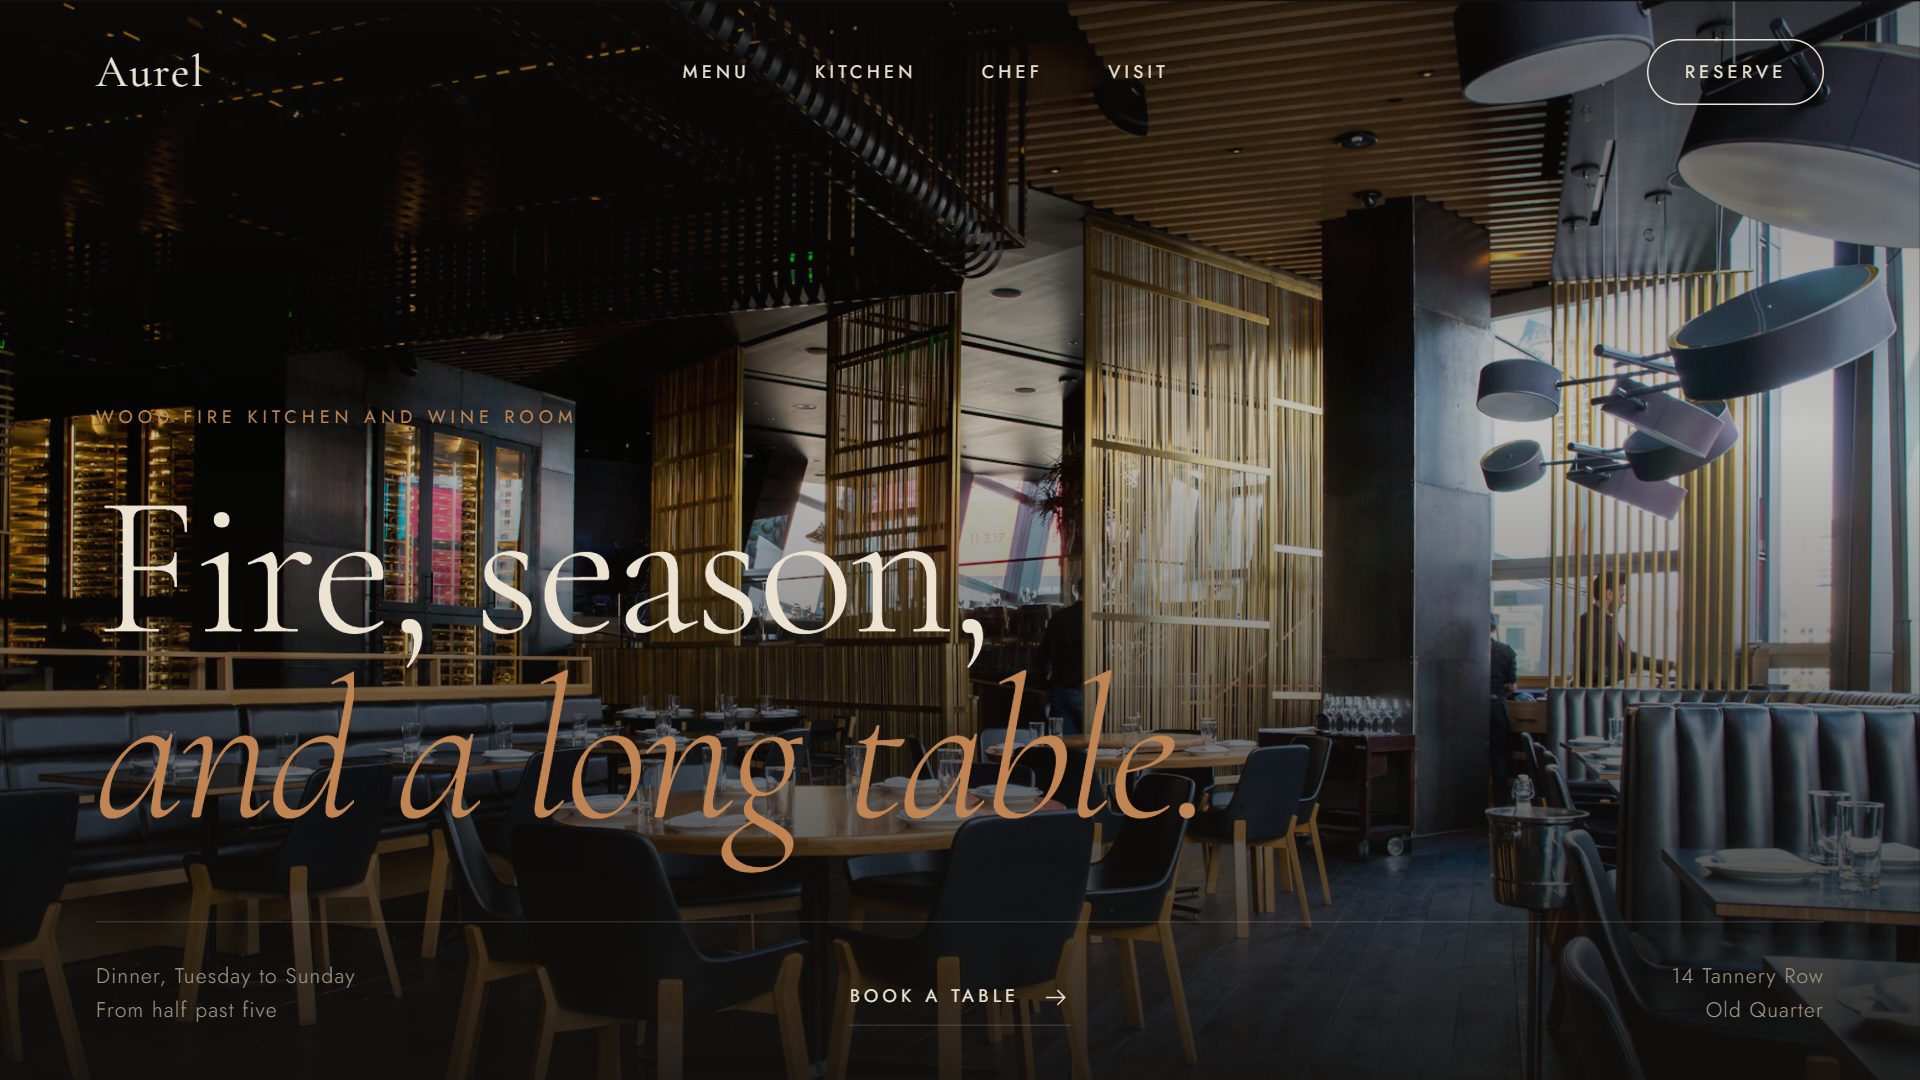 Aurel
MENU KITCHEN CHEF VISIT
RESERVE
WOOD-FIRE KITCHEN AND WINE ROOM
Fire, season,
and a long table.
Dinner, Tuesday to Sunday
From half past five
BOOK A TABLE →
14 Tannery Row
Old Quarter